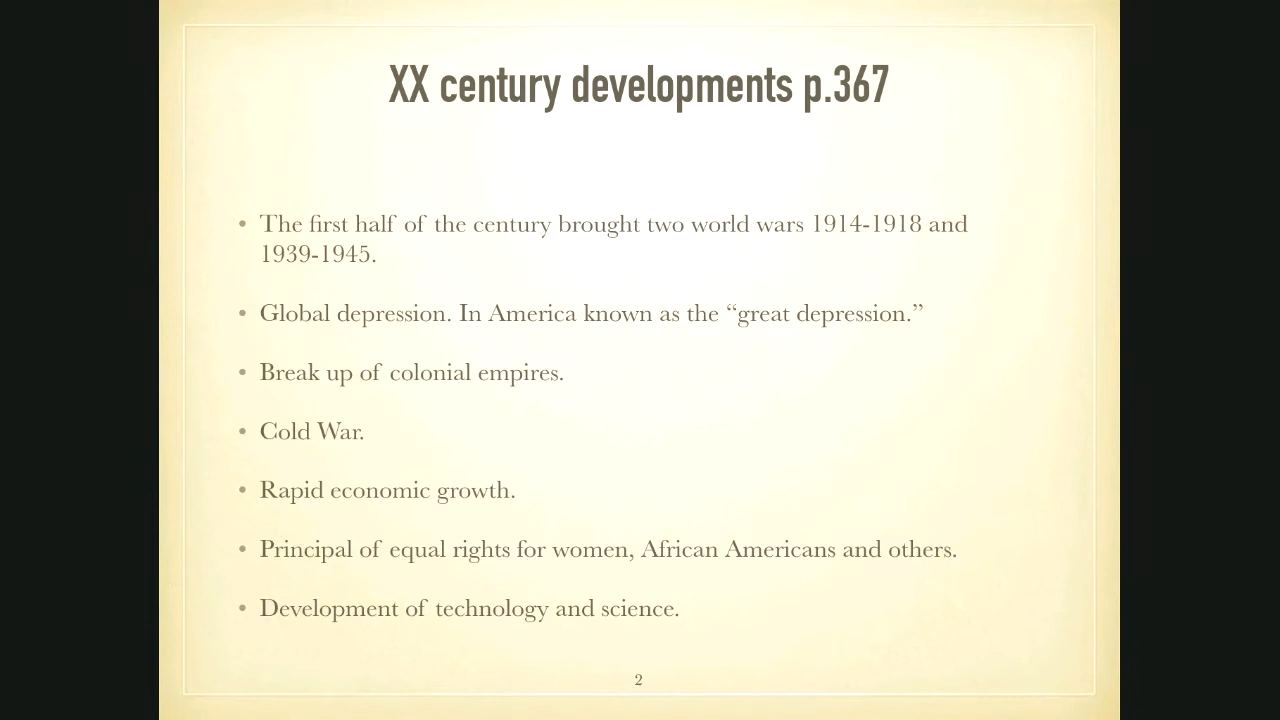 XX century developments p.367
• The first half of the century brought two world wars 1914-1918 and
1939-1945.
• Global depression. In America known as the “great depression.”
• Break up of colonial empires.
• Cold War.
• Rapid economic growth.
• Principal of equal rights for women, African Americans and others.
• Development of technology and science.
2